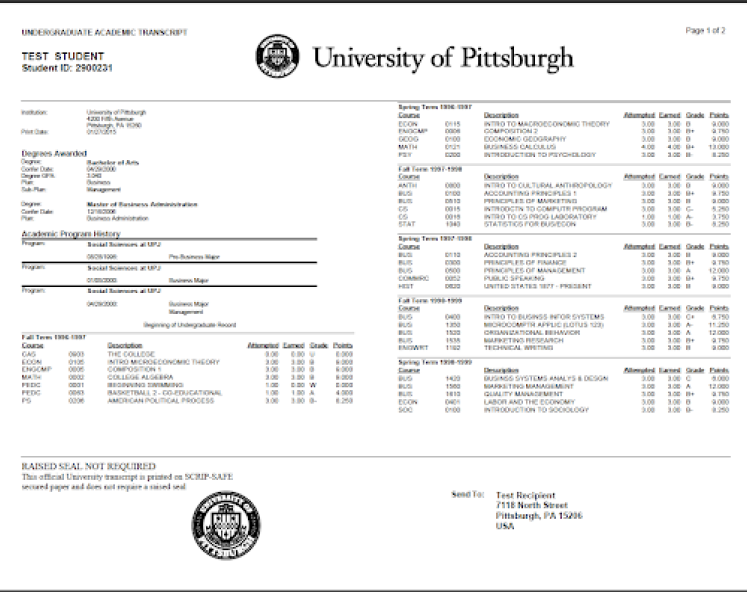 UNDERGRADUATE ACADEMIC TRANSCRIPT
Page 1 of 2
TEST STUDENT
Student ID: 2900231
University of Pittsburgh
Institution: University of Pittsburgh
4200 Fifth Avenue
Pittsburgh, PA 15260
Print Date: 01/27/2015
Degrees Awarded
Degree: Bachelor of Arts
Confer Date: 04/29/2000
Degree GPA: 3.040
Plan: Business
Sub-Plan: Management
Degree: Master of Business Administration
Confer Date: 12/16/2006
Plan: Business Administration
Academic Program History
Program: Social Sciences at UPJ
08/28/1996 Pre-Business Major
Program: Social Sciences at UPJ
01/05/2000 Business Major
Program: Social Sciences at UPJ
04/29/2000 Business Major
Management
Beginning of Undergraduate Record
Fall Term 1996-1997
Course Description Attempted Earned Grade Points
CAS 0903 THE COLLEGE 0.00 0.00 U 0.000
ECON 0105 INTRO MICROECONOMIC THEORY 3.00 3.00 B 9.000
ENGCMP 0005 COMPOSITION 1 3.00 3.00 B 9.000
MATH 0002 COLLEGE ALGEBRA 3.00 3.00 B 9.000
PEDC 0031 BEGINNING SWIMMING 1.00 0.00 W 0.000
PEDC 0063 BASKETBALL 2 - CO-EDUCATIONAL 1.00 1.00 A 4.000
PS 0206 AMERICAN POLITICAL PROCESS 3.00 3.00 B- 8.250
Spring Term 1996-1997
Course Description Attempted Earned Grade Points
ECON 0115 INTRO TO MACROECONOMIC THEORY 3.00 3.00 B 9.000
ENGCMP 0006 COMPOSITION 2 3.00 3.00 B+ 9.750
GEOG 0100 ECONOMIC GEOGRAPHY 3.00 3.00 B 9.000
MATH 0121 BUSINESS CALCULUS 4.00 4.00 B+ 13.000
PSY 0200 INTRODUCTION TO PSYCHOLOGY 3.00 3.00 B- 8.250
Fall Term 1997-1998
Course Description Attempted Earned Grade Points
ANTH 0800 INTRO TO CULTURAL ANTHROPOLOGY 3.00 3.00 B 9.000
BUS 0100 ACCOUNTING PRINCIPLES 1 3.00 3.00 B+ 9.750
BUS 0510 PRINCIPLES OF MARKETING 3.00 3.00 B 9.000
CS 0015 INTRODCTN TO COMPUTR PROGRAM 3.00 3.00 C- 5.250
CS 0016 INTRO TO CS PROG LABORATORY 1.00 1.00 A- 3.750
STAT 1040 STATISTICS FOR BUS/ECON 3.00 3.00 B- 8.250
Spring Term 1997-1998
Course Description Attempted Earned Grade Points
BUS 0110 ACCOUNTING PRINCIPLES 2 3.00 3.00 B 9.000
BUS 0300 PRINCIPLES OF FINANCE 3.00 3.00 B+ 9.750
BUS 0500 PRINCIPLES OF MANAGEMENT 3.00 3.00 A 12.000
COMMRC 0052 PUBLIC SPEAKING 3.00 3.00 B+ 9.750
HIST 0620 UNITED STATES 1877 - PRESENT 3.00 3.00 B 9.000
Fall Term 1998-1999
Course Description Attempted Earned Grade Points
BUS 0400 INTRO TO BUSINSS INFOR SYSTEMS 3.00 3.00 C+ 6.750
BUS 1350 MICROCOMPTR APPLIC (LOTUS 123) 3.00 3.00 A- 11.250
BUS 1520 ORGANIZATIONAL BEHAVIOR 3.00 3.00 A 12.000
BUS 1535 MARKETING RESEARCH 3.00 3.00 B+ 9.750
ENGWRT 1192 TECHNICAL WRITING 3.00 3.00 B 9.000
Spring Term 1998-1999
Course Description Attempted Earned Grade Points
BUS 1420 BUSINSS SYSTEMS ANALYS & DESGN 3.00 3.00 C 6.000
BUS 1550 MARKETING MANAGEMENT 3.00 3.00 A 12.000
BUS 1610 QUALITY MANAGEMENT 3.00 3.00 B+ 9.750
ECON 0401 LABOR AND THE ECONOMY 3.00 3.00 B 9.000
SOC 0100 INTRODUCTION TO SOCIOLOGY 3.00 3.00 B- 8.250
RAISED SEAL NOT REQUIRED
This official University transcript is printed on SCRIP-SAFE
secured paper and does not require a raised seal
Send To: Test Recipient
7118 North Street
Pittsburgh, PA 15206
USA